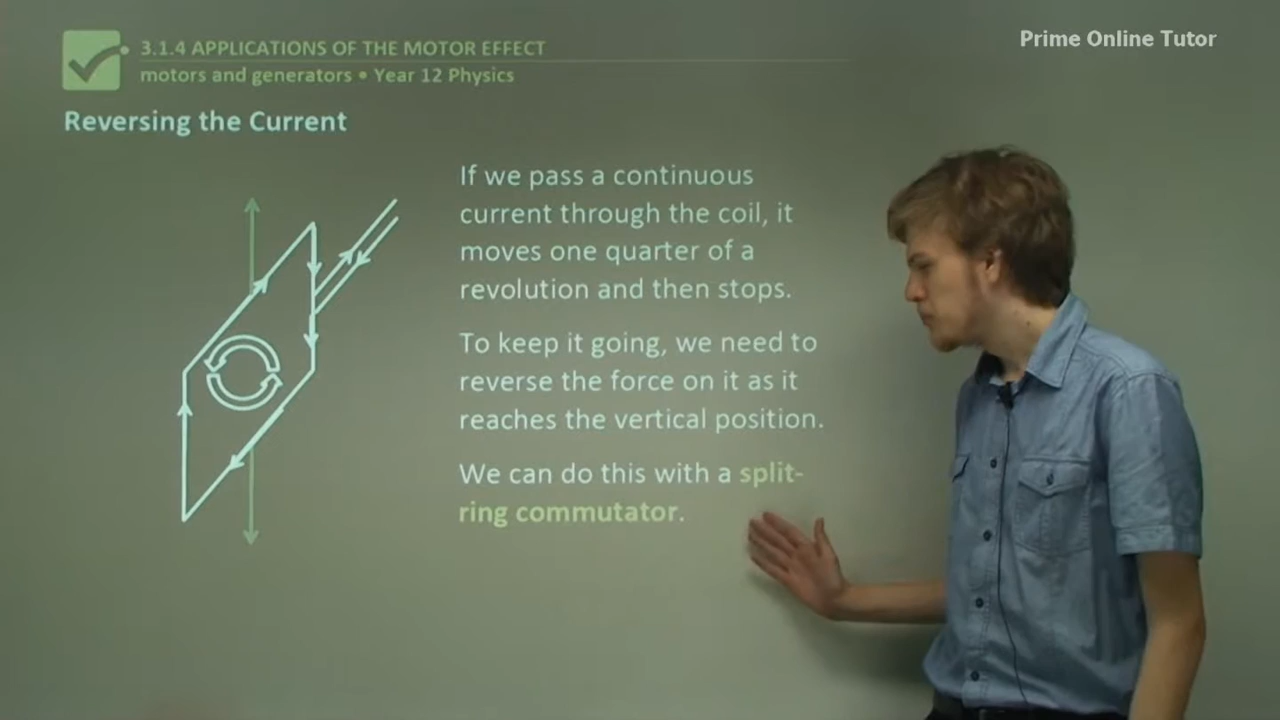 Prime Online Tutor
3.1.4 APPLICATIONS OF THE MOTOR EFFECT
motors and generators • Year 12 Physics
Reversing the Current
If we pass a continuous
current through the coil, it
moves one quarter of a
revolution and then stops.
To keep it going, we need to
reverse the force on it as it
reaches the vertical position.
We can do this with a split-
ring commutator.